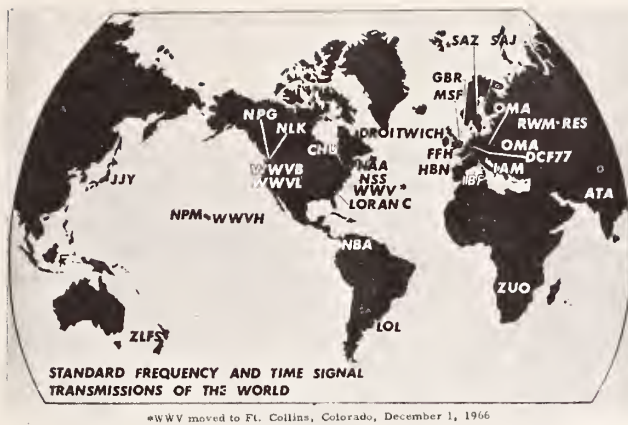 SAZ SAJ
GBR
MSF
NPG
NLK
MA
DROITWICH
RWM-RES
CHU
OMA
FFH
DCF77
WWVB
NAA
HBN
IAM
WWVL
NSS
IBF
JJY
WWV*
ATA
LORAN C
NPM
WWVH
NBA
ZUO
ZLFS
LOL
STANDARD FREQUENCY AND TIME SIGNAL
TRANSMISSIONS OF THE WORLD
*WWV moved to Ft. Collins, Colorado, December 1, 1966